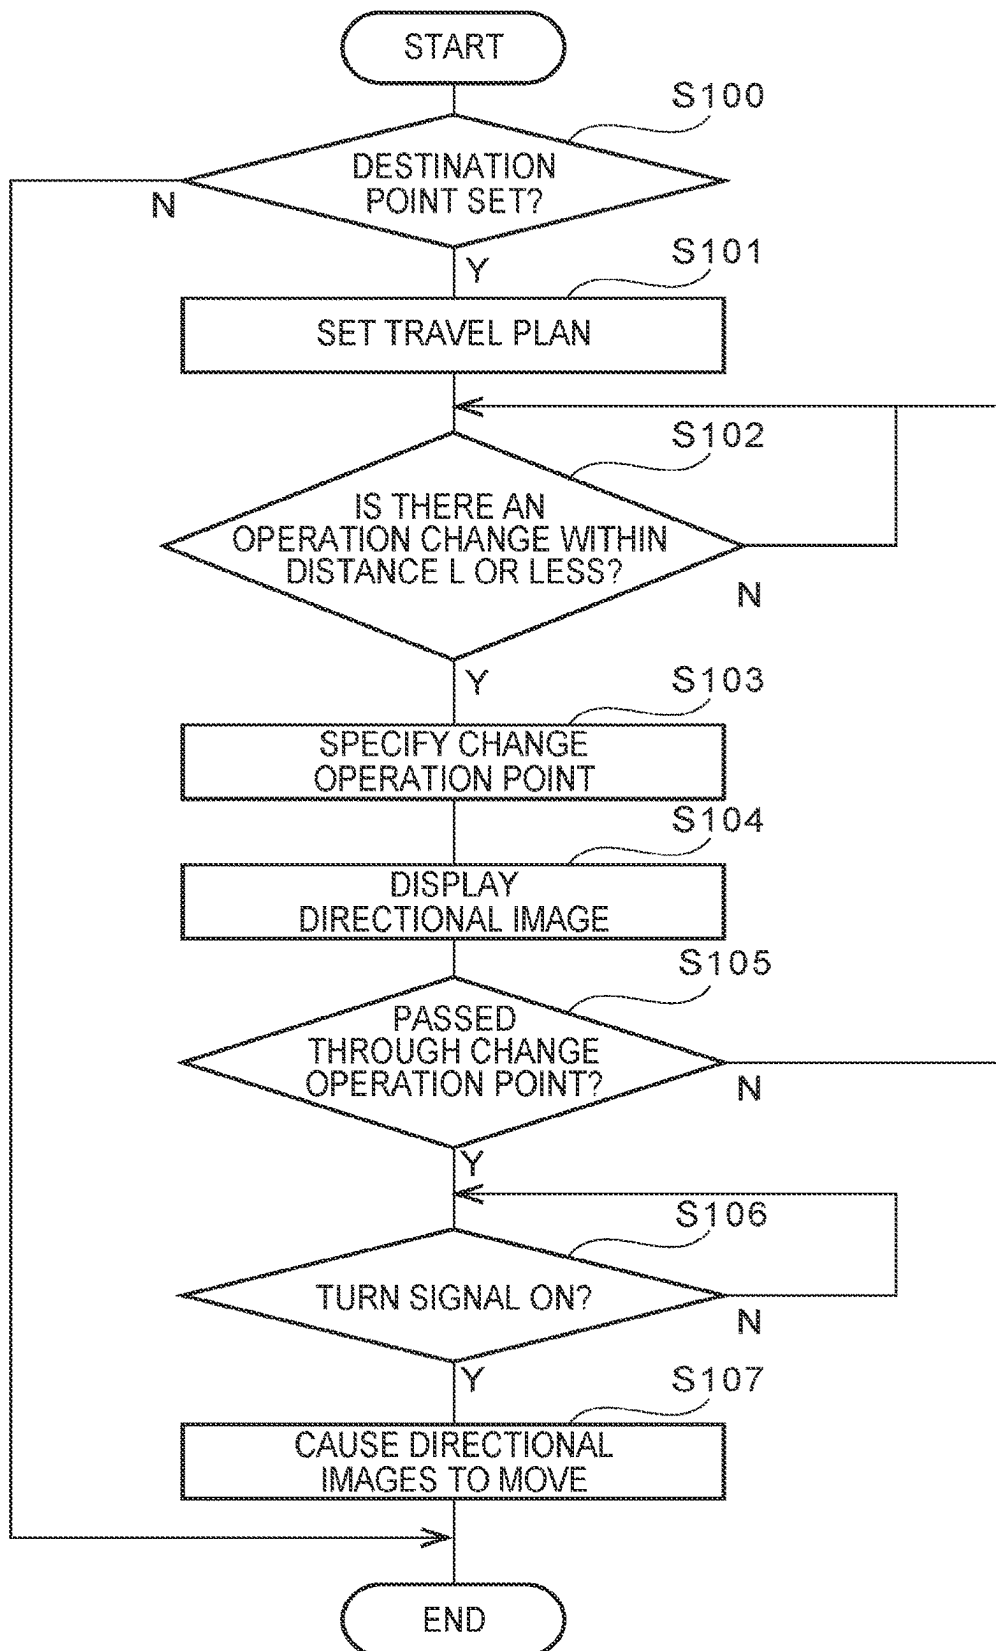 START
S100
DESTINATION
POINT SET?
N
Y
S101
SET TRAVEL PLAN
S102
IS THERE AN
OPERATION CHANGE WITHIN
DISTANCE L OR LESS?
N
Y
S103
SPECIFY CHANGE
OPERATION POINT
S104
DISPLAY
DIRECTIONAL IMAGE
S105
PASSED
THROUGH CHANGE
OPERATION POINT?
N
Y
S106
TURN SIGNAL ON?
N
Y
S107
CAUSE DIRECTIONAL
IMAGES TO MOVE
END